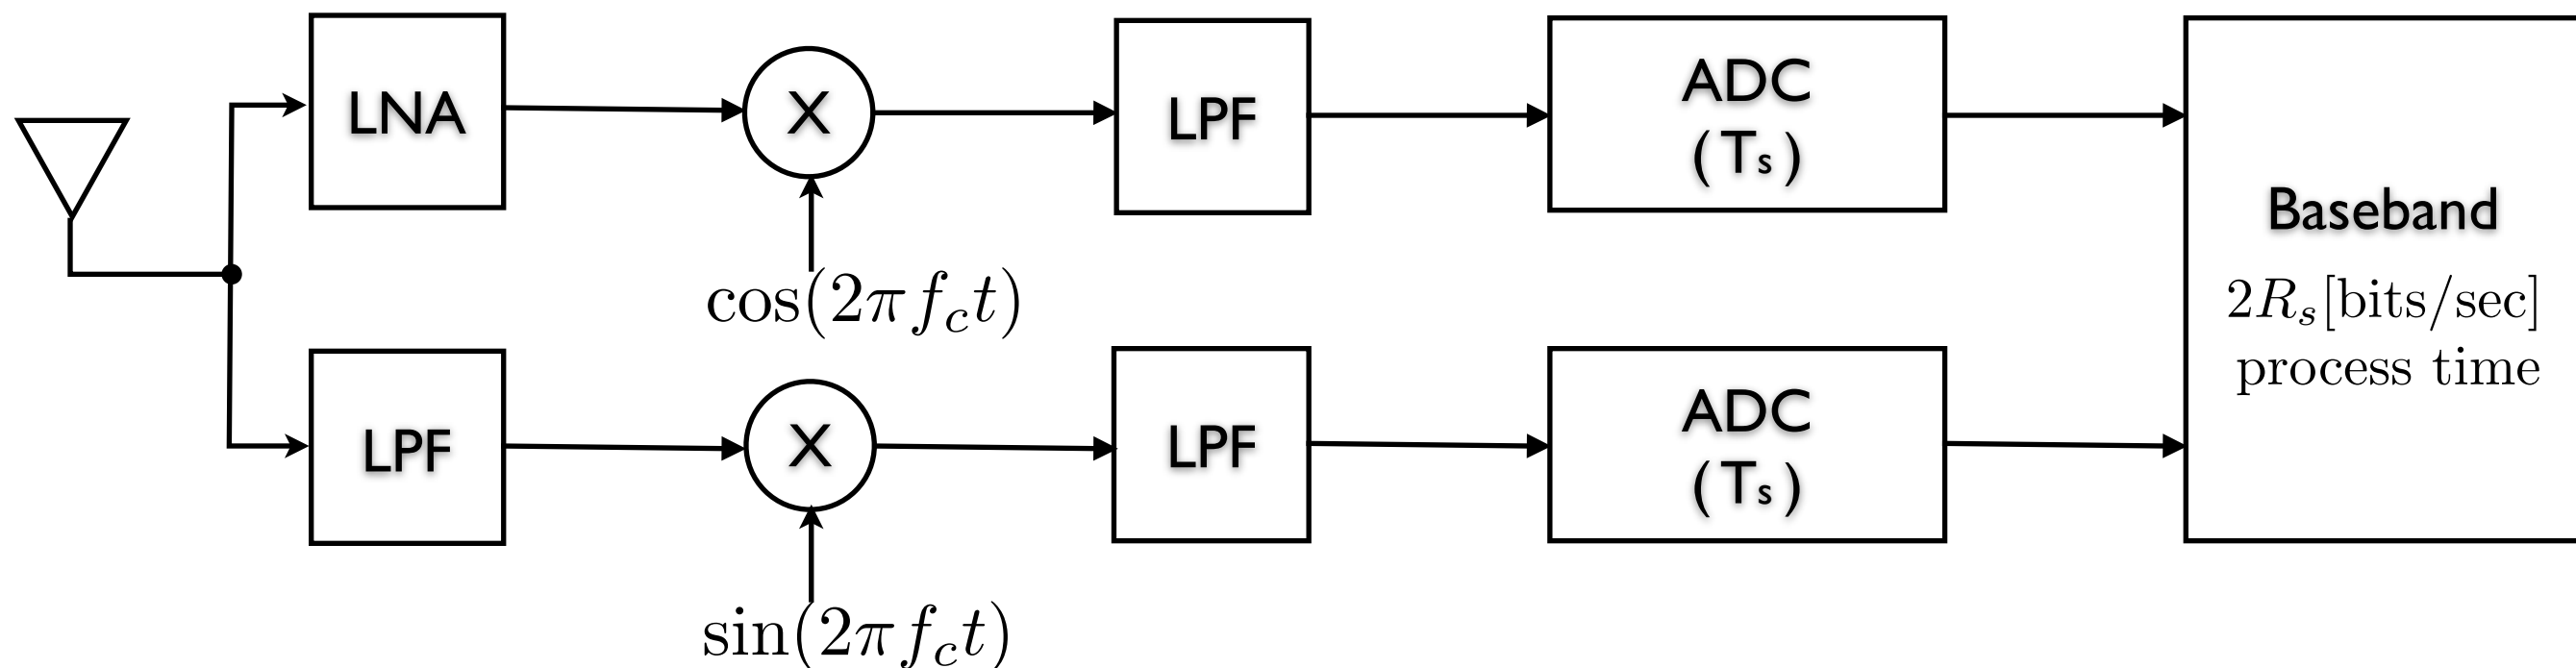 LNA
X
LPF
ADC
(Ts)
cos(2πf_c t)
LPF
X
LPF
ADC
(Ts)
sin(2πf_c t)
Baseband
2R_s[bits/sec]
process time